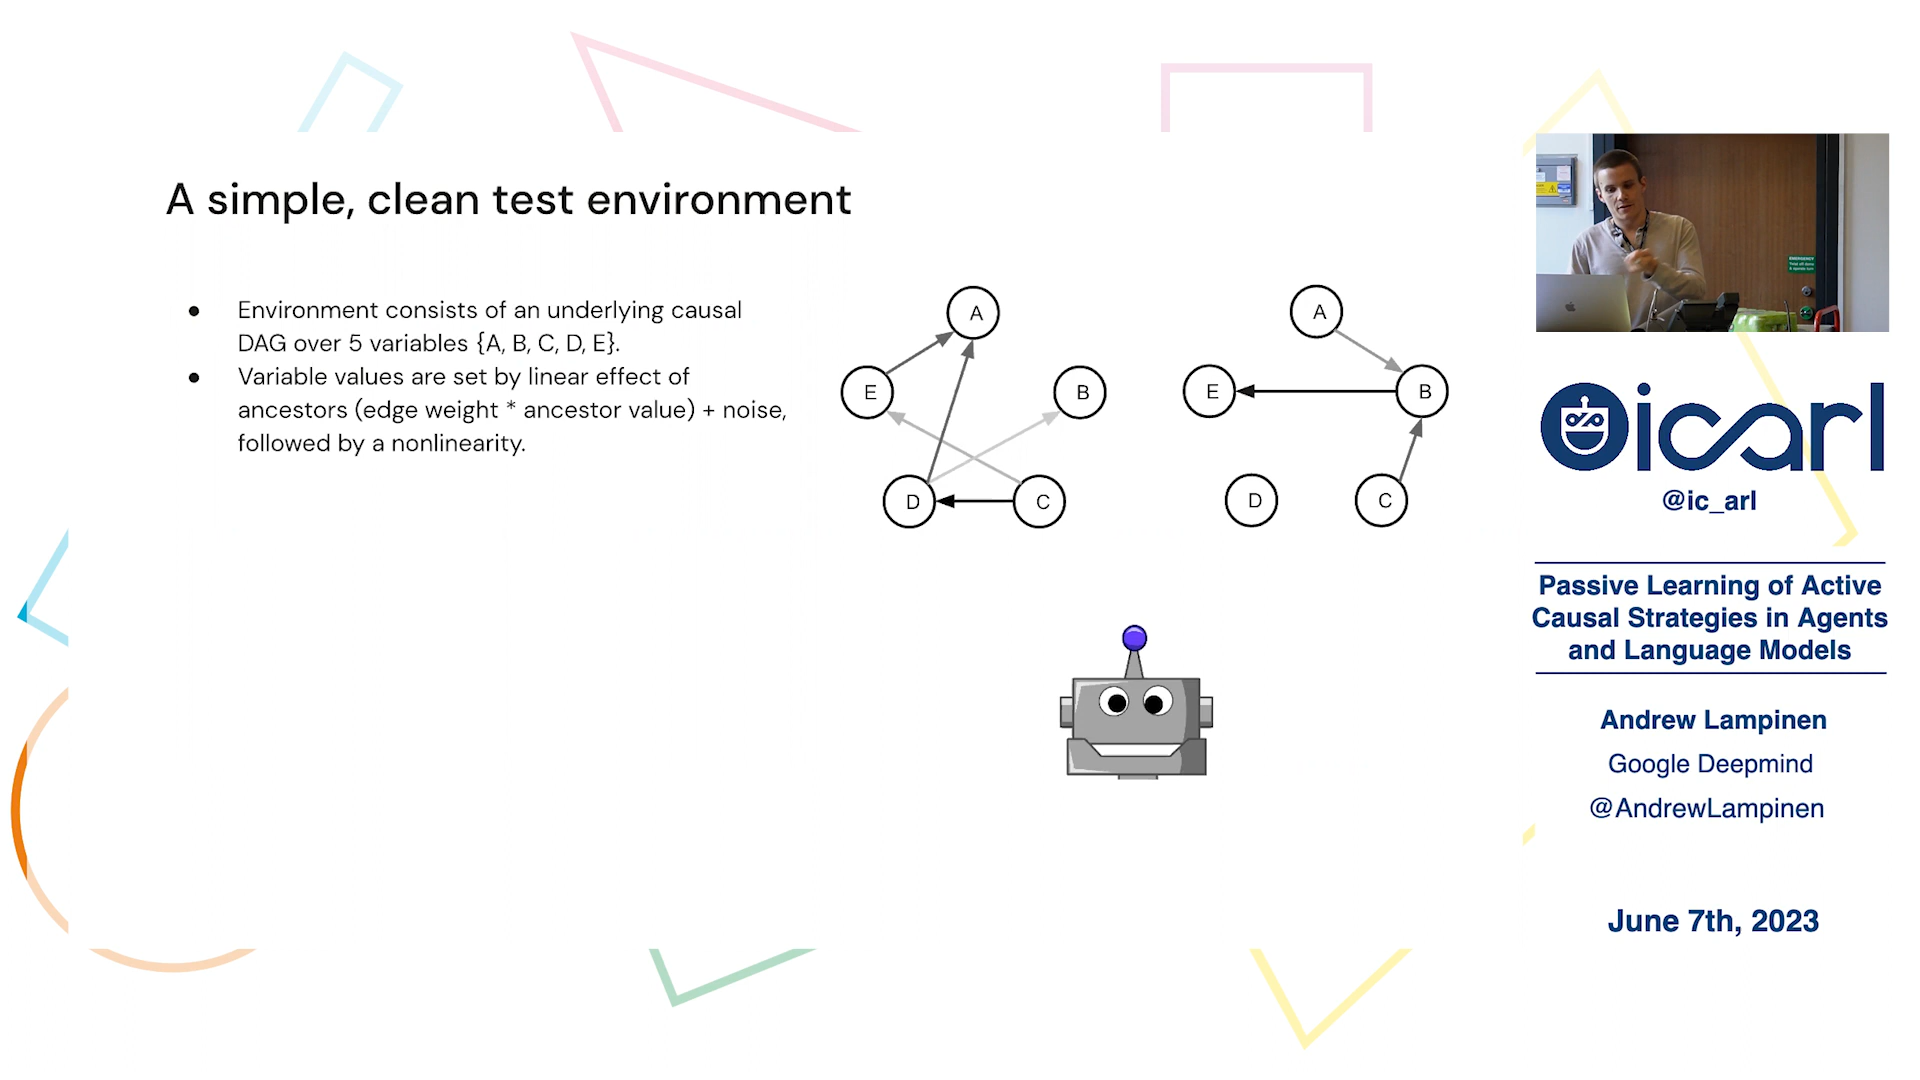 A simple, clean test environment
● Environment consists of an underlying causal
DAG over 5 variables {A, B, C, D, E}.
● Variable values are set by linear effect of
ancestors (edge weight * ancestor value) + noise,
followed by a nonlinearity.
A
E
B
D
C
A
E
B
D
C
icarl
@ic_arl
Passive Learning of Active
Causal Strategies in Agents
and Language Models
Andrew Lampinen
Google Deepmind
@AndrewLampinen
June 7th, 2023